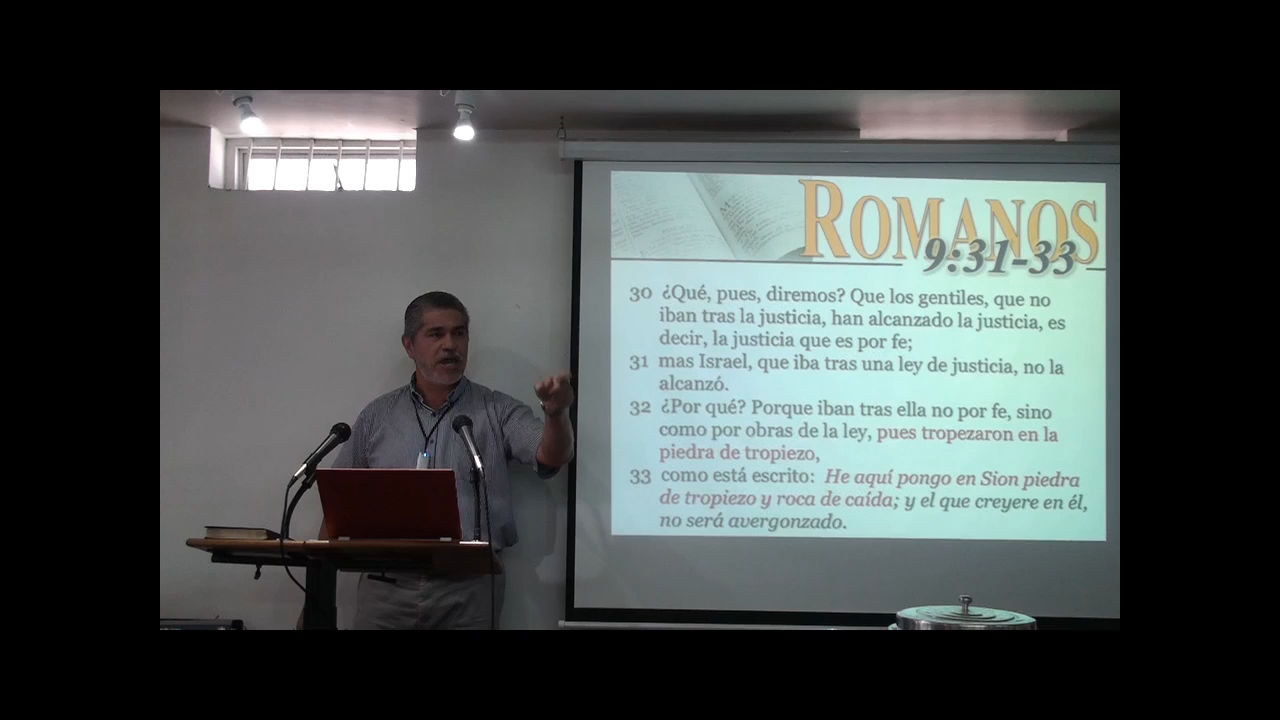 ROMANOS
9:31-33
30 ¿Qué, pues, diremos? Que los gentiles, que no
iban tras la justicia, han alcanzado la justicia, es
decir, la justicia que es por fe;
31 mas Israel, que iba tras una ley de justicia, no la
alcanzó.
32 ¿Por qué? Porque iban tras ella no por fe, sino
como por obras de la ley, pues tropezaron en la
piedra de tropiezo,
33 como está escrito: He aquí pongo en Sion piedra
de tropiezo y roca de caída; y el que creyere en él,
no será avergonzado.